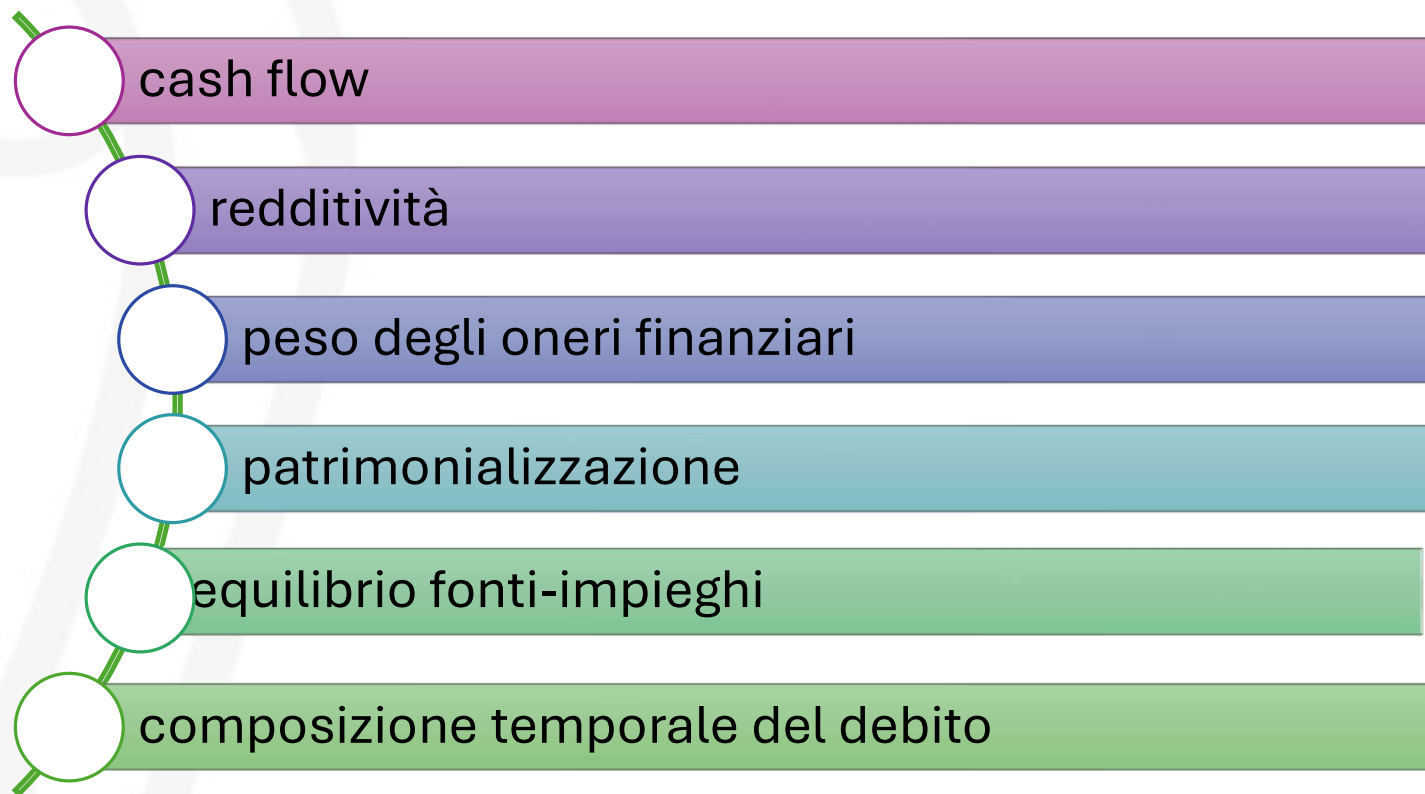 cash flow
redditività
peso degli oneri finanziari
patrimonializzazione
equilibrio fonti-impieghi
composizione temporale del debito